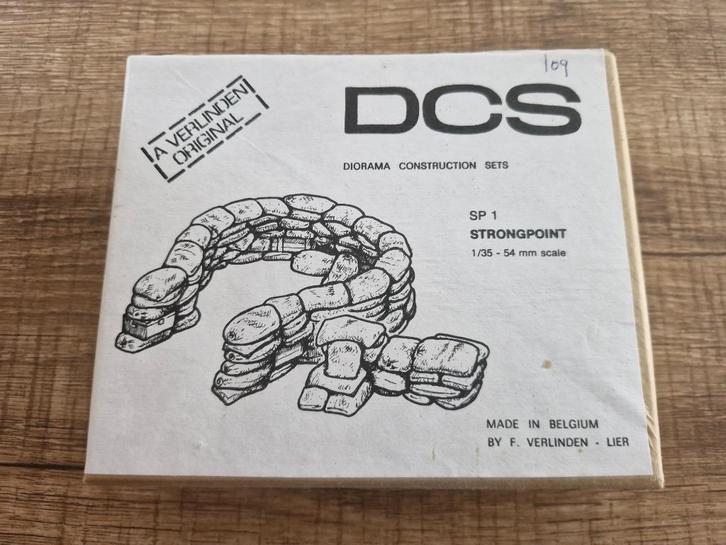 109
A VERLINDEN
ORIGINAL
DCS
DIORAMA CONSTRUCTION SETS
SP 1
STRONGPOINT
1/35 - 54 mm scale
MADE IN BELGIUM
BY F. VERLINDEN - LIER